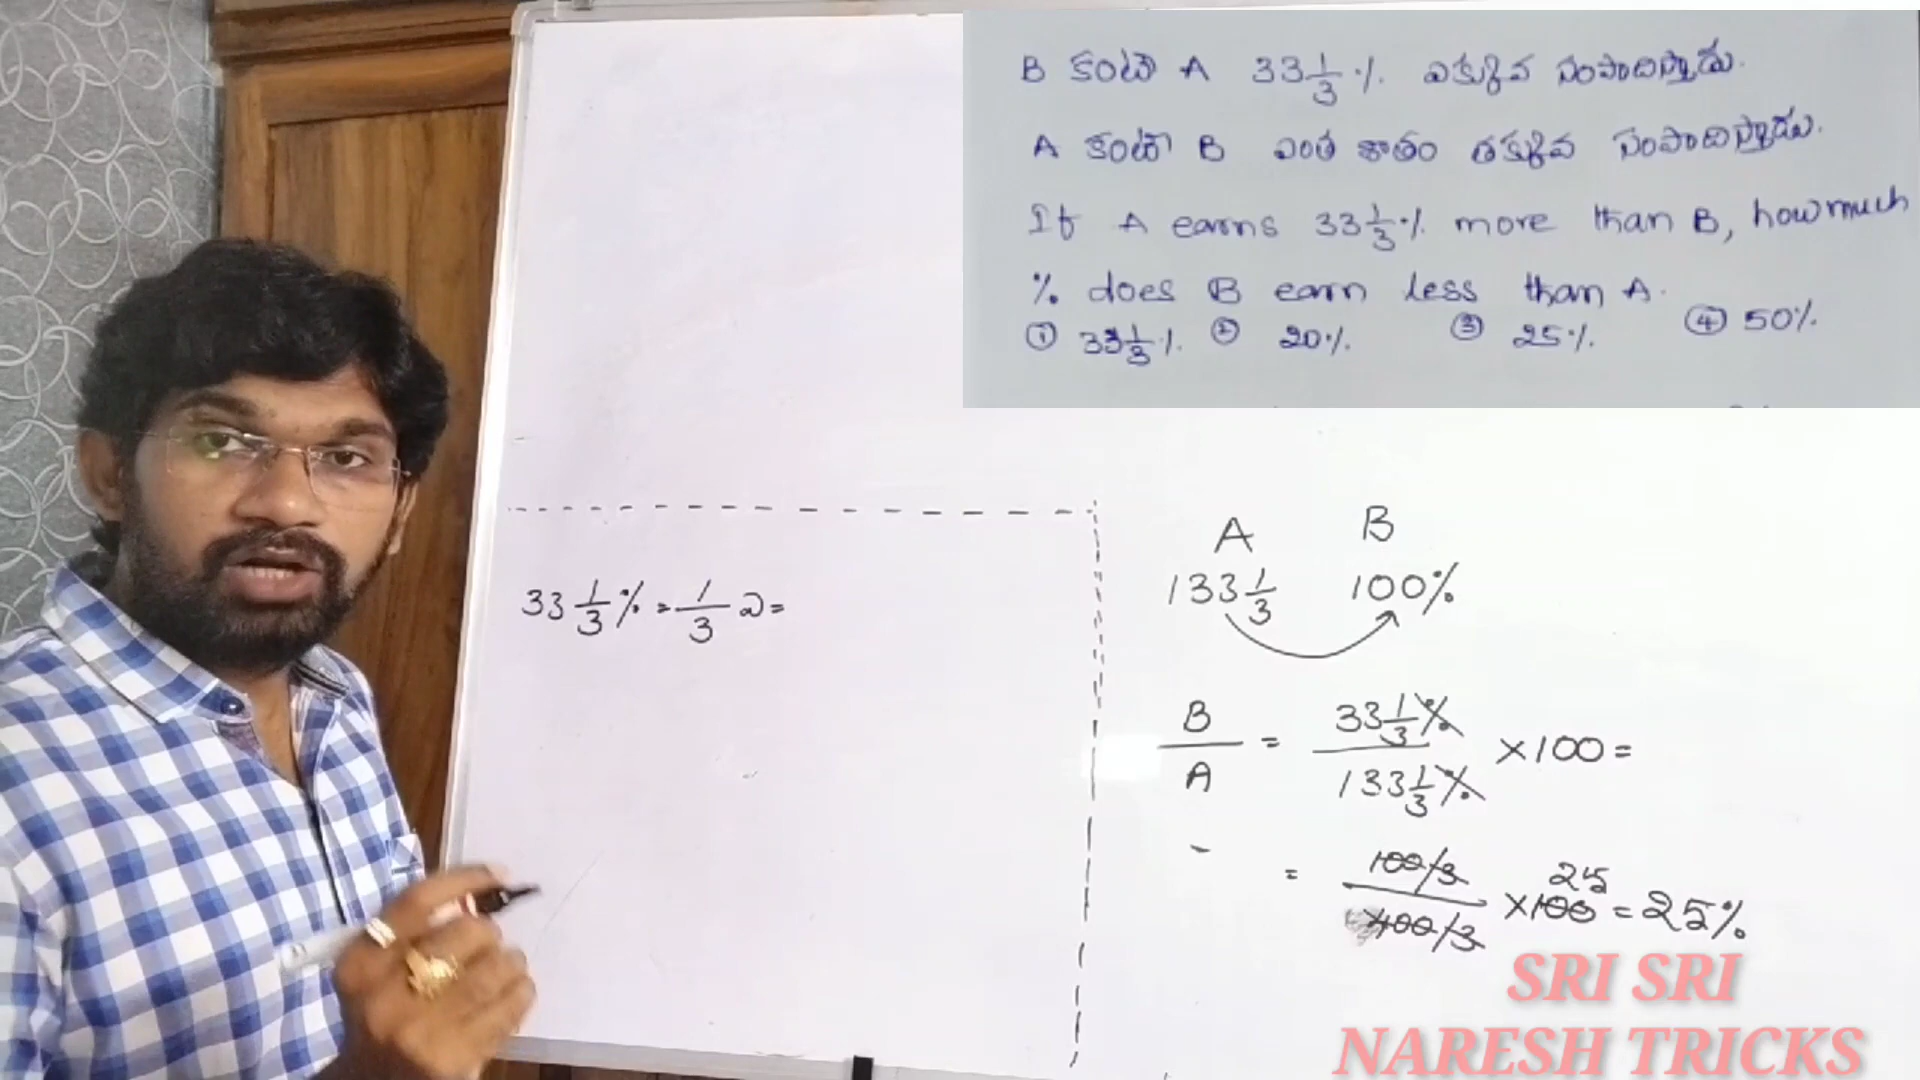 B కంటే A 33 1/3 % ఎక్కువ సంపాదిస్తాడు.
A కంటే B ఎంత శాతం తక్కువ సంపాదిస్తాడు.
If A earns 33 1/3 % more than B, how much
% does B earn less than A.
① 33 1/3 %. ② 20%. ③ 25%. ④ 50%.
33 1/3 % = 1/3 =
A B
133 1/3 100%
B/A = 33 1/3 % / 133 1/3 % × 100 =
= 100/3 / 400/3 × 100 25 = 25%
SRI SRI
NARESH TRICKS